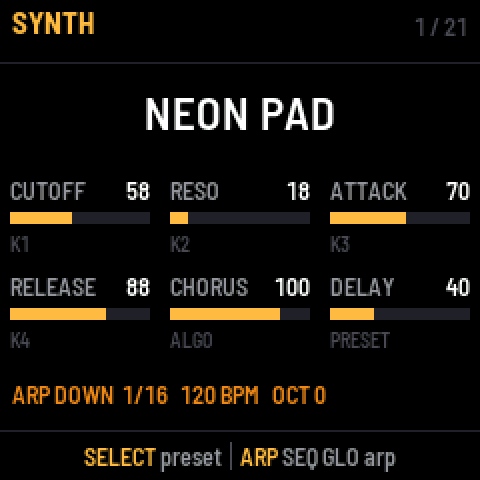 SYNTH 1/21
NEON PAD
CUTOFF 58 RESO 18 ATTACK 70
K1 K2 K3
RELEASE 88 CHORUS 100 DELAY 40
K4 ALGO PRESET
ARP DOWN 1/16 120 BPM OCT 0
SELECT preset | ARP SEQ GLO arp